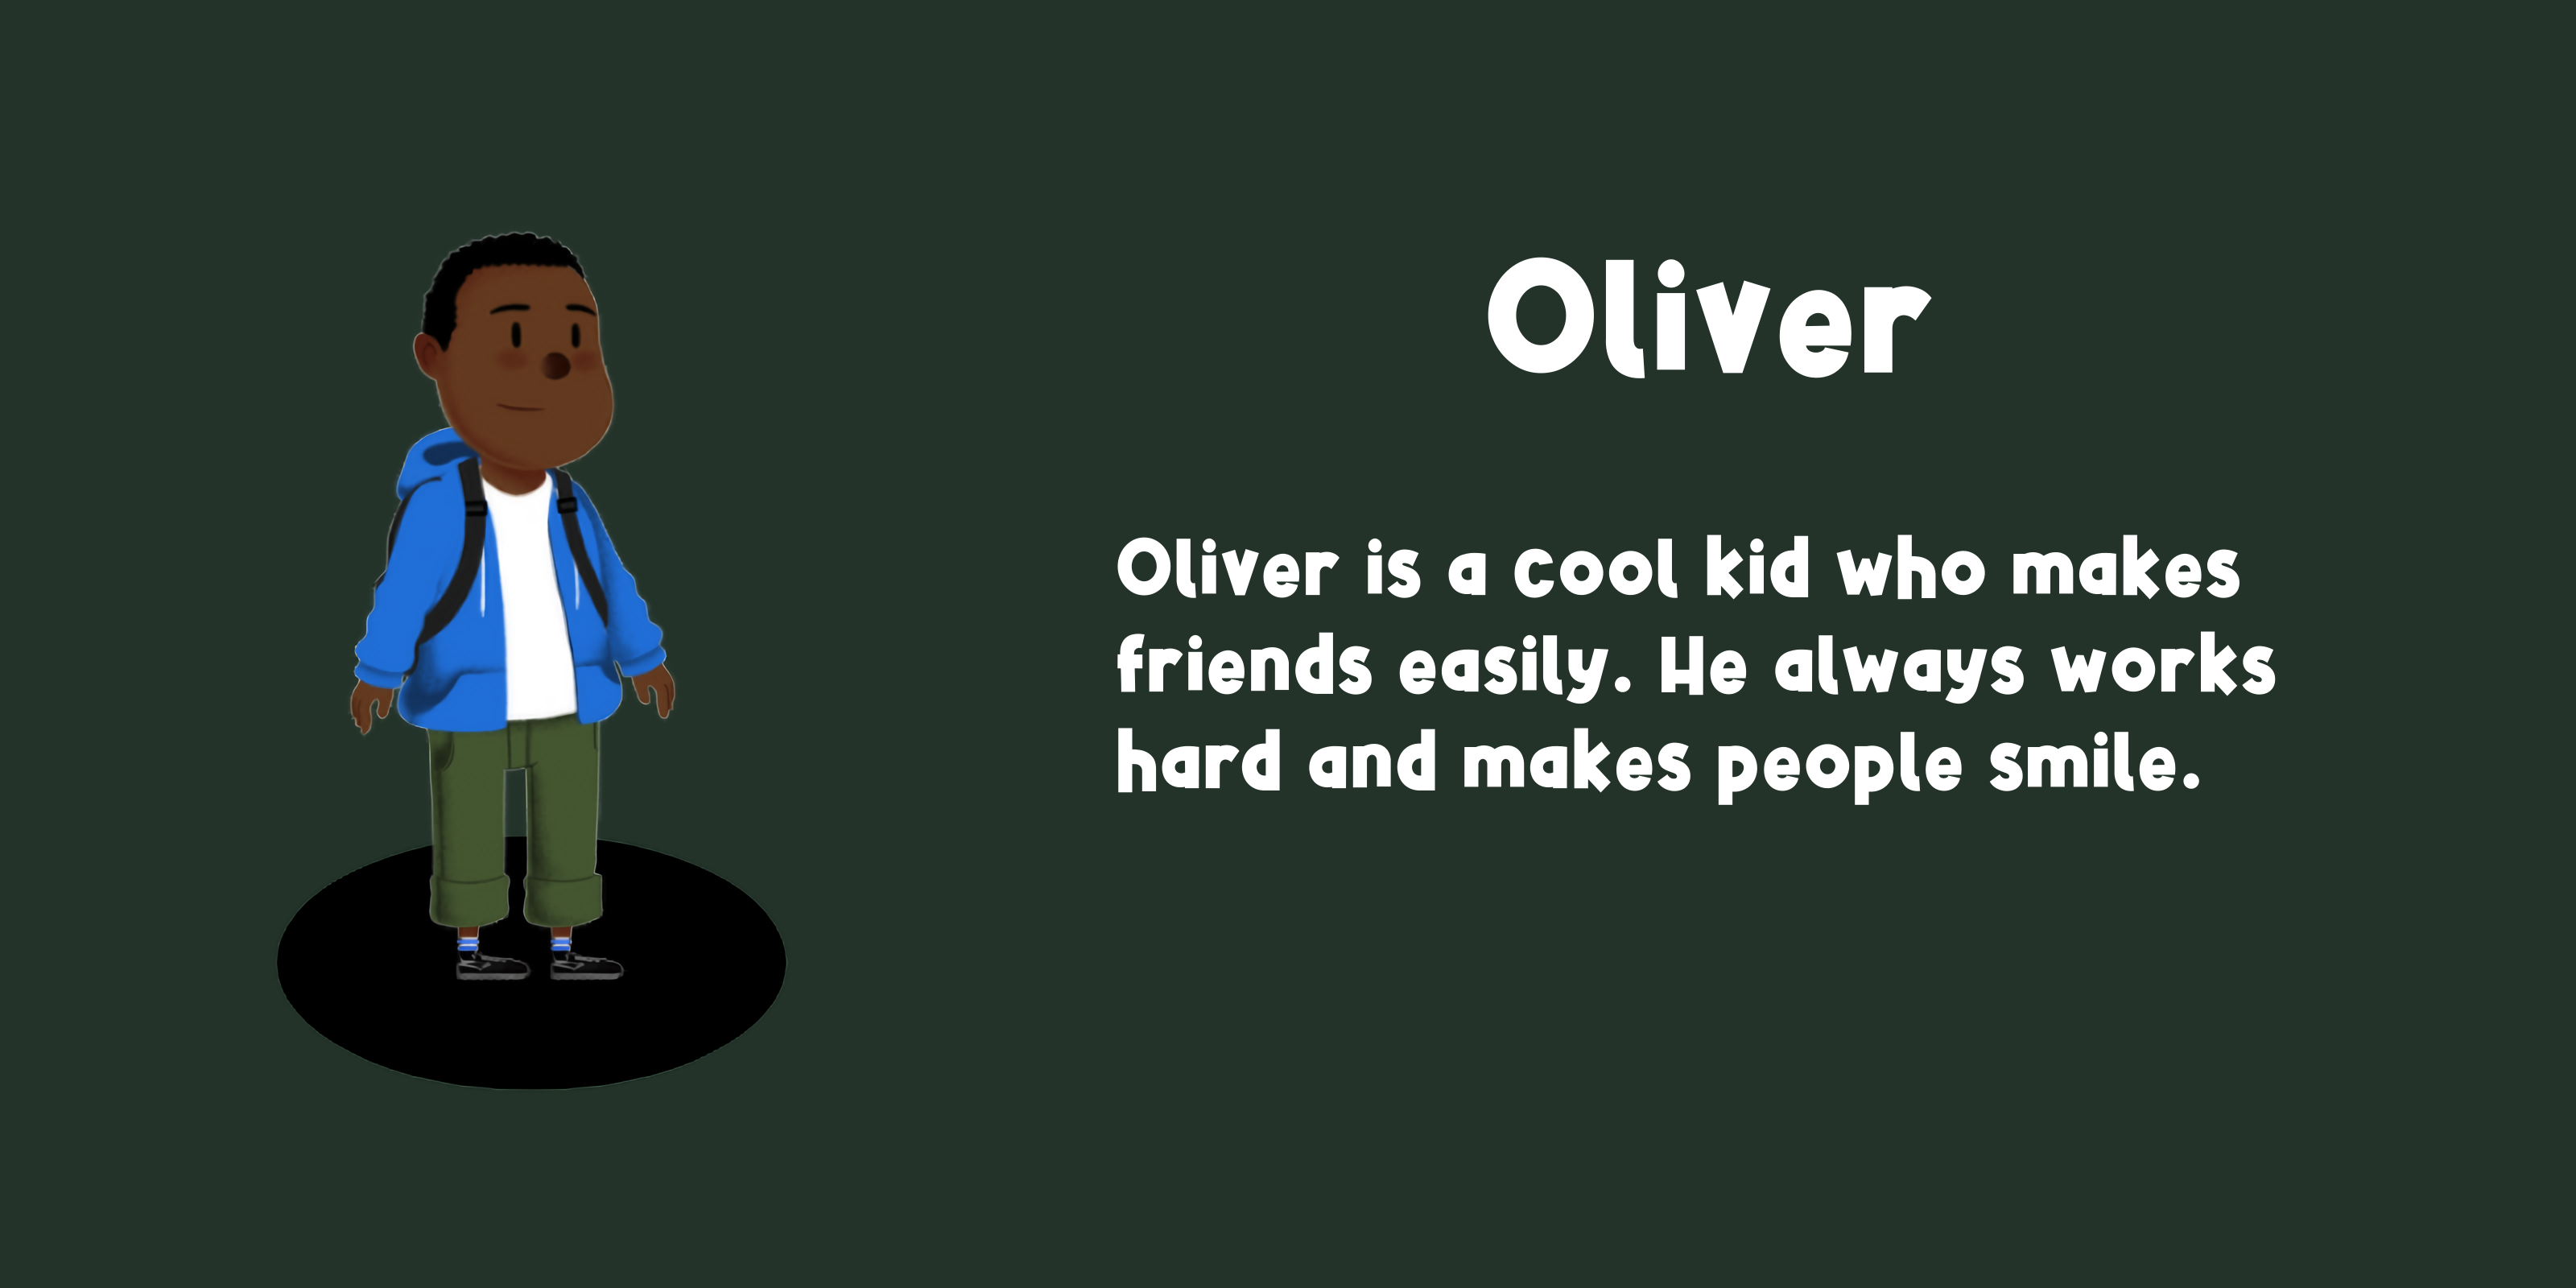 Oliver
Oliver is a cool kid who makes
friends easily. He always works
hard and makes people smile.